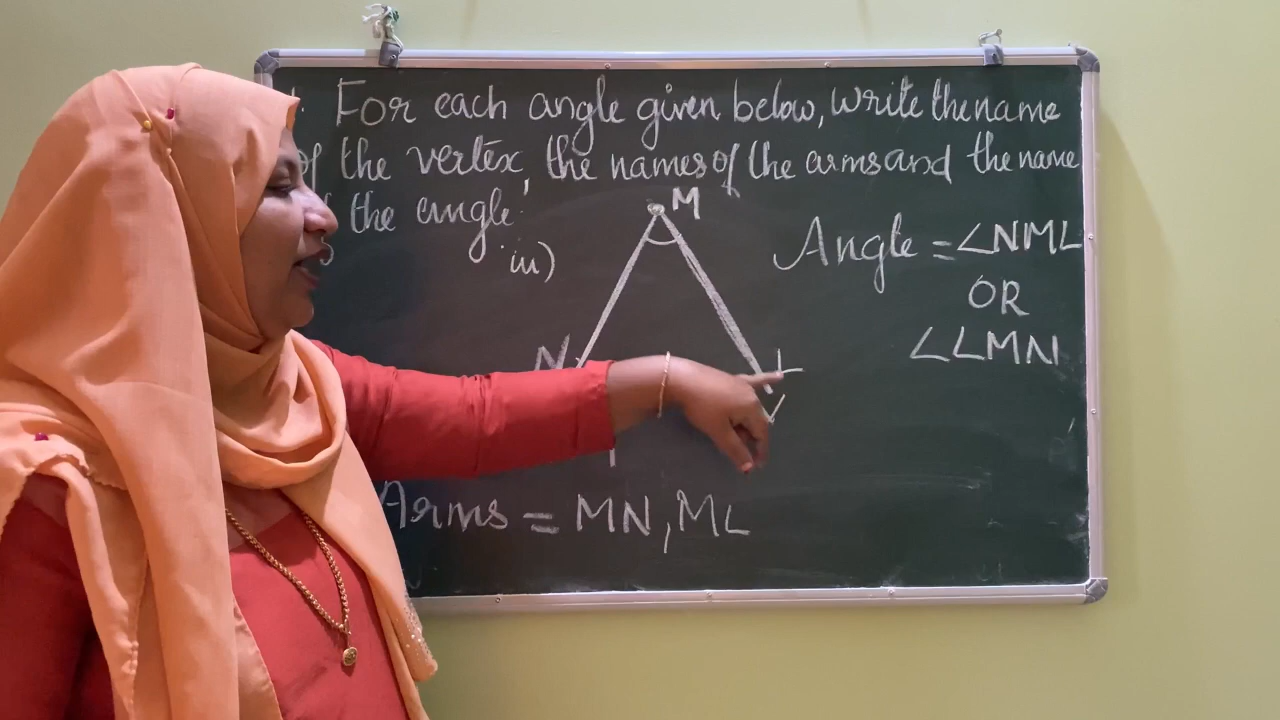 . For each angle given below, write the name
of the vertex, the names of the arms and the name
the angle.
iii)
M
N
L
Angle = ∠NML
OR
∠LMN
Arms = MN, ML